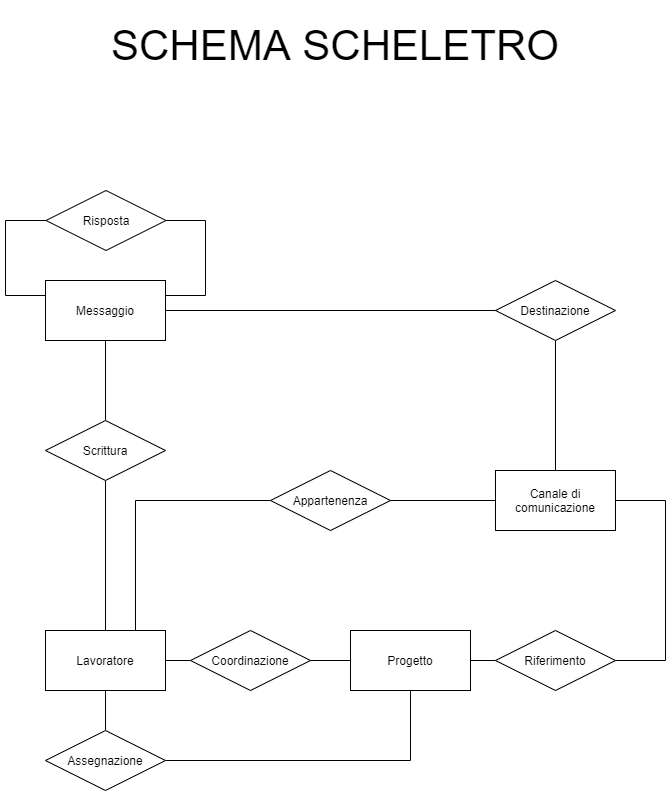 SCHEMA SCHELETRO
Risposta
Messaggio
Destinazione
Scrittura
Appartenenza
Canale di
comunicazione
Lavoratore
Coordinazione
Progetto
Riferimento
Assegnazione